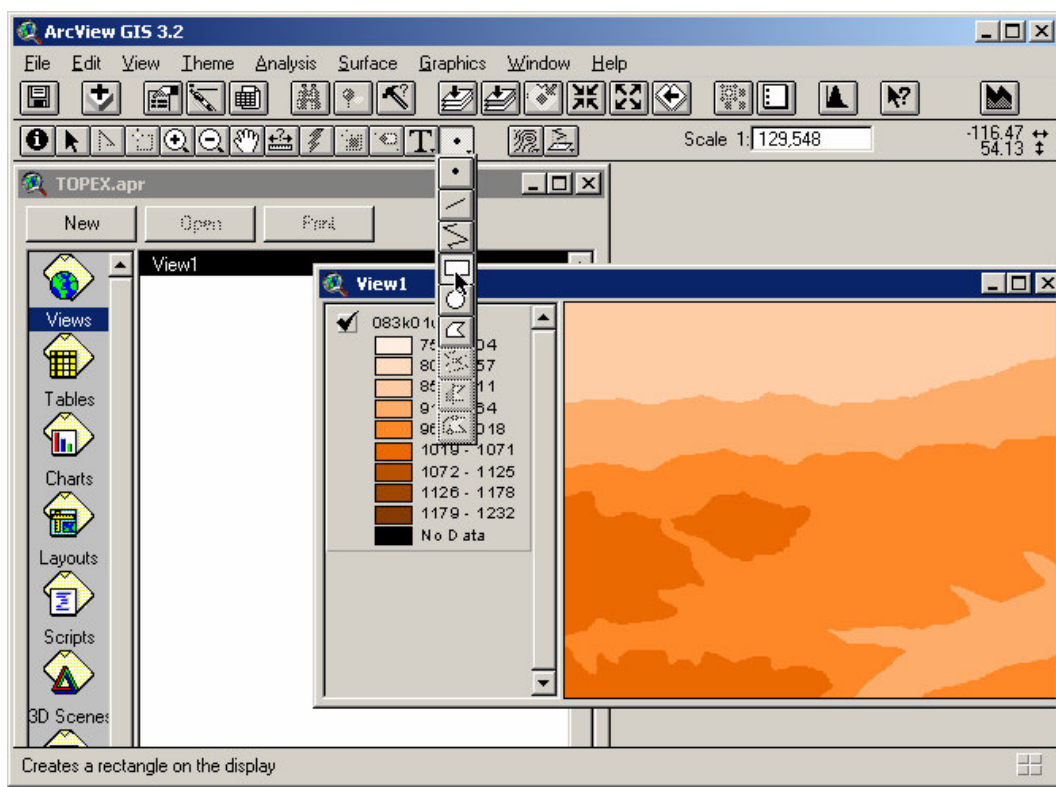 ArcView GIS 3.2
File Edit View Theme Analysis Surface Graphics Window Help
T
Scale 1: 129,548
-116.47
54.13
TOPEX.apr
New Open Print
View1
Views
Tables
Charts
Layouts
Scripts
3D Scenes
View1
083k01
1019 - 1071
1072 - 1125
1126 - 1178
1179 - 1232
No Data
Creates a rectangle on the display